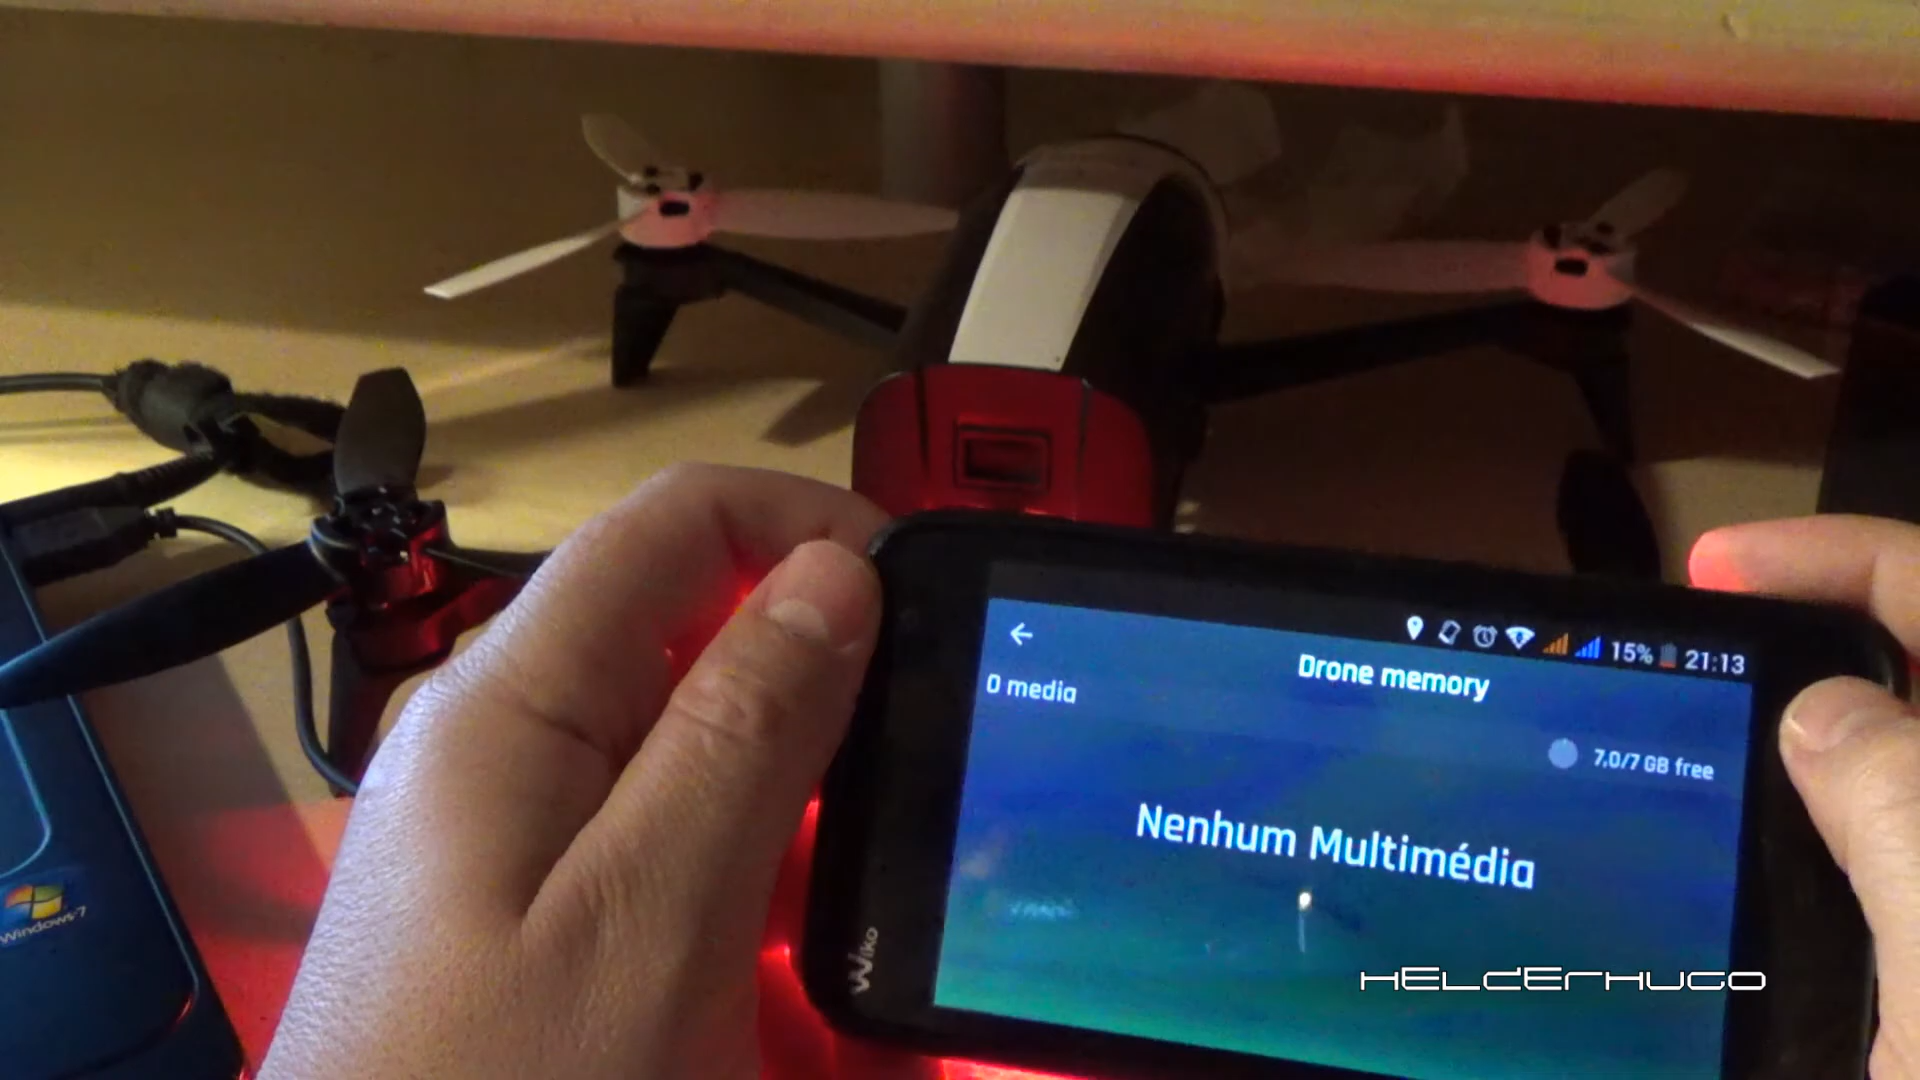 15% 21:13
Drone memory
0 media
7,0/7 GB free
Nenhum Multimédia
Wiko
Windows 7
HELDERHUGO